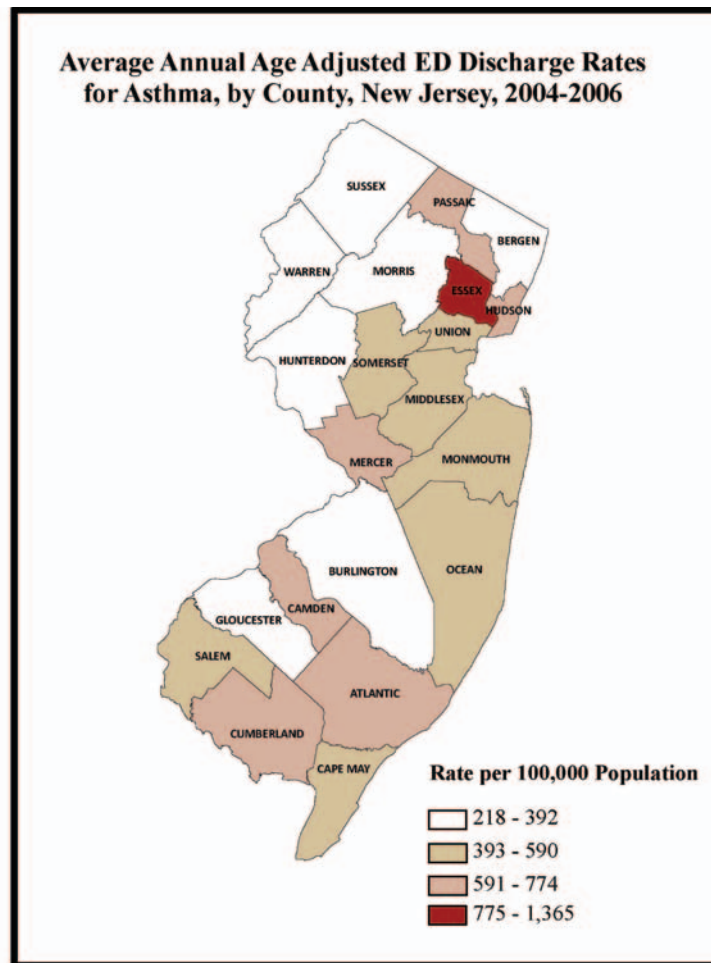 Average Annual Age Adjusted ED Discharge Rates
for Asthma, by County, New Jersey, 2004-2006
SUSSEX
PASSAIC
BERGEN
WARREN
MORRIS
ESSEX
HUDSON
UNION
HUNTERDON
SOMERSET
MIDDLESEX
MERCER
MONMOUTH
OCEAN
BURLINGTON
CAMDEN
GLOUCESTER
SALEM
ATLANTIC
CUMBERLAND
CAPE MAY
Rate per 100,000 Population
218 - 392
393 - 590
591 - 774
775 - 1,365